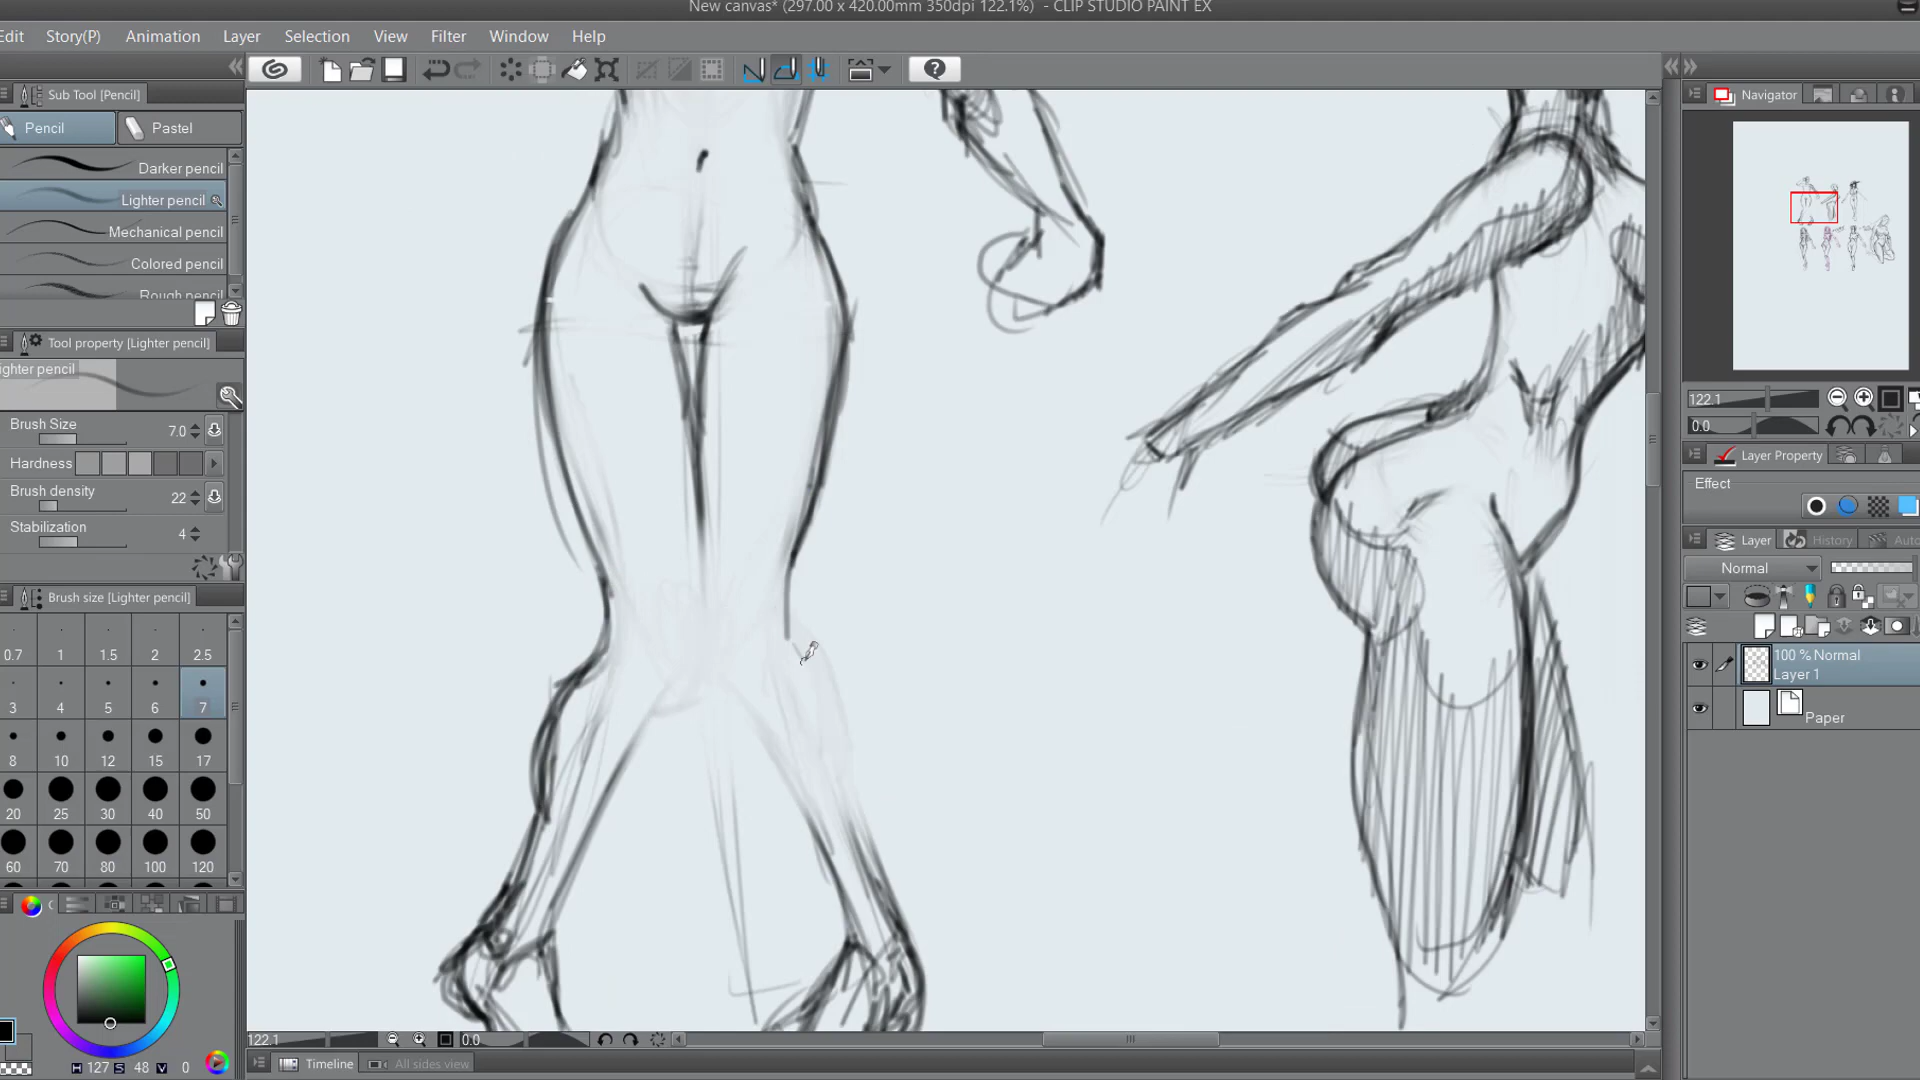 New canvas* (297.00 x 420.00mm 350dpi 122.1%) - CLIP STUDIO PAINT EX
Edit Story(P) Animation Layer Selection View Filter Window Help
Sub Tool [Pencil]
Pencil Pastel
Darker pencil
Lighter pencil
Mechanical pencil
Colored pencil
Rough pencil
Tool property [Lighter pencil]
ighter pencil
Brush Size 7.0
Hardness
Brush density 22
Stabilization 4
Brush size [Lighter pencil]
0.7 1 1.5 2 2.5
3 4 5 6 7
8 10 12 15 17
20 25 30 40 50
60 70 80 100 120
H 127 S 48 V 0
122.1 0.0
Timeline All sides view
Navigator
122.1
0.0
Layer Property
Effect
Layer History Auto
Normal
100 % Normal
Layer 1
Paper